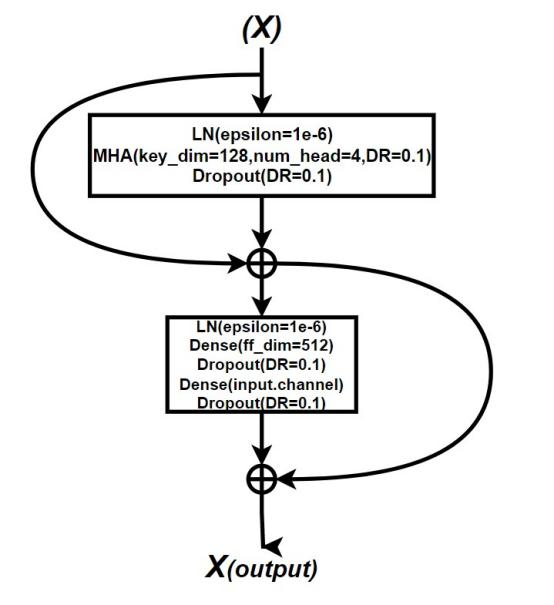 (X)
LN(epsilon=1e-6)
MHA(key_dim=128,num_head=4,DR=0.1)
Dropout(DR=0.1)
LN(epsilon=1e-6)
Dense(ff_dim=512)
Dropout(DR=0.1)
Dense(input.channel)
Dropout(DR=0.1)
X(output)